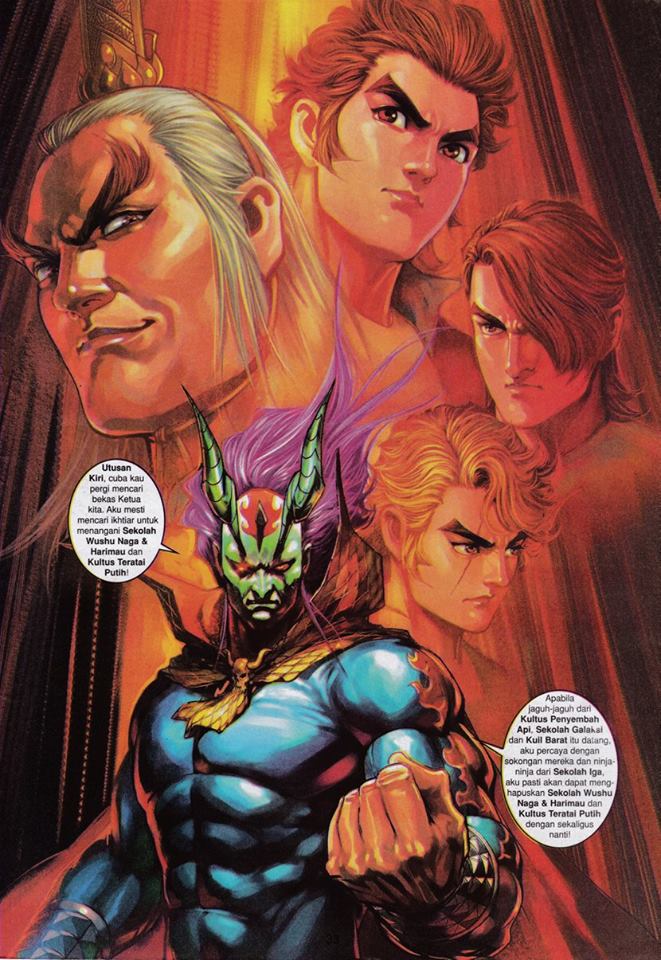 Utusan
Kiri, cuba kau
pergi mencari
bekas Ketua
kita. Aku mesti
mencari ikhtiar untuk
menangani Sekolah
Wushu Naga &
Harimau dan
Kultus Teratai
Putih!
Apabila
jaguh-jaguh dari
Kultus Penyembah
Api, Sekolah Galaksi
dan Kuil Barat itu datang,
aku percaya dengan
sokongan mereka dan ninja-
ninja dari Sekolah Iga,
aku pasti akan dapat meng-
hapuskan Sekolah Wushu
Naga & Harimau dan
Kultus Teratai Putih
dengan sekaligus
nanti!
33